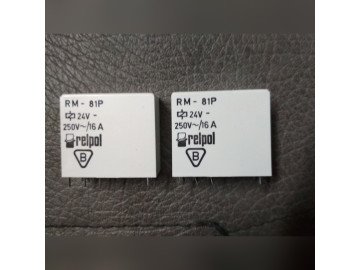 RM - 81P
24V -
250V~/16 A
relpol
B
RM - 81P
24V -
250V~/16 A
relpol
B